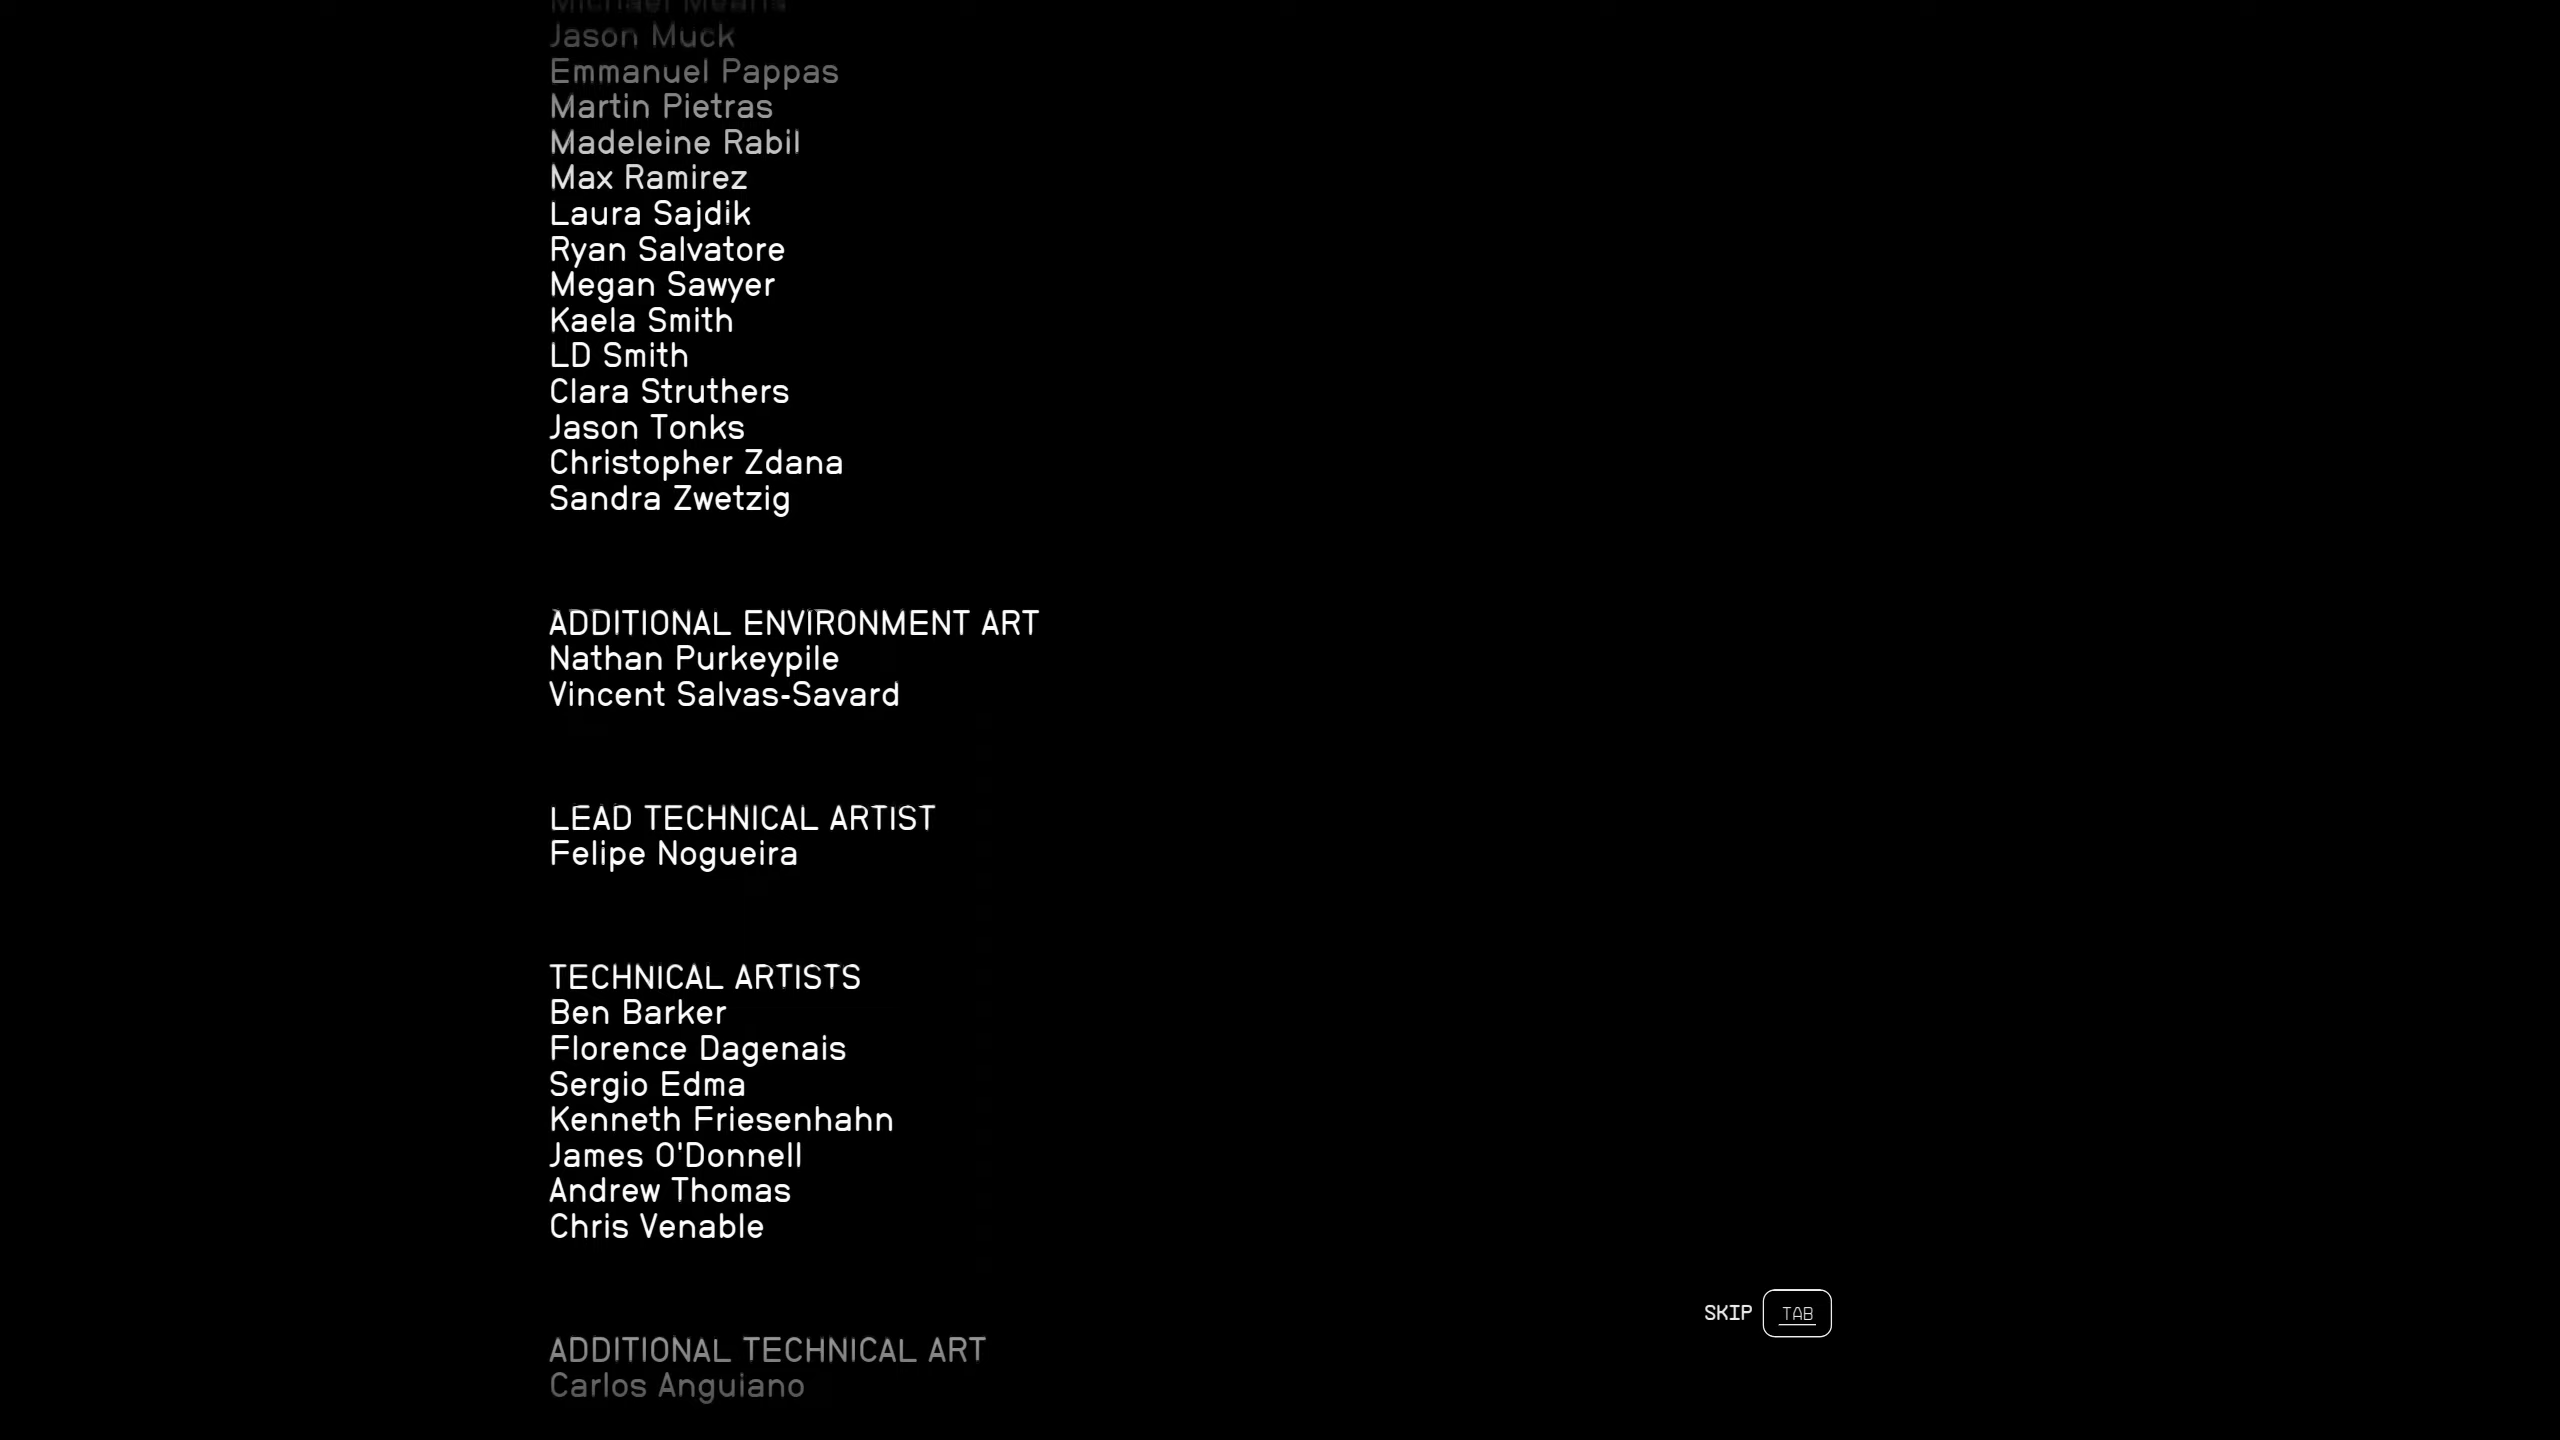 Jason Muck
Emmanuel Pappas
Martin Pietras
Madeleine Rabil
Max Ramirez
Laura Sajdik
Ryan Salvatore
Megan Sawyer
Kaela Smith
LD Smith
Clara Struthers
Jason Tonks
Christopher Zdana
Sandra Zwetzig
ADDITIONAL ENVIRONMENT ART
Nathan Purkeypile
Vincent Salvas-Savard
LEAD TECHNICAL ARTIST
Felipe Nogueira
TECHNICAL ARTISTS
Ben Barker
Florence Dagenais
Sergio Edma
Kenneth Friesenhahn
James O'Donnell
Andrew Thomas
Chris Venable
SKIP TAB
ADDITIONAL TECHNICAL ART
Carlos Anguiano